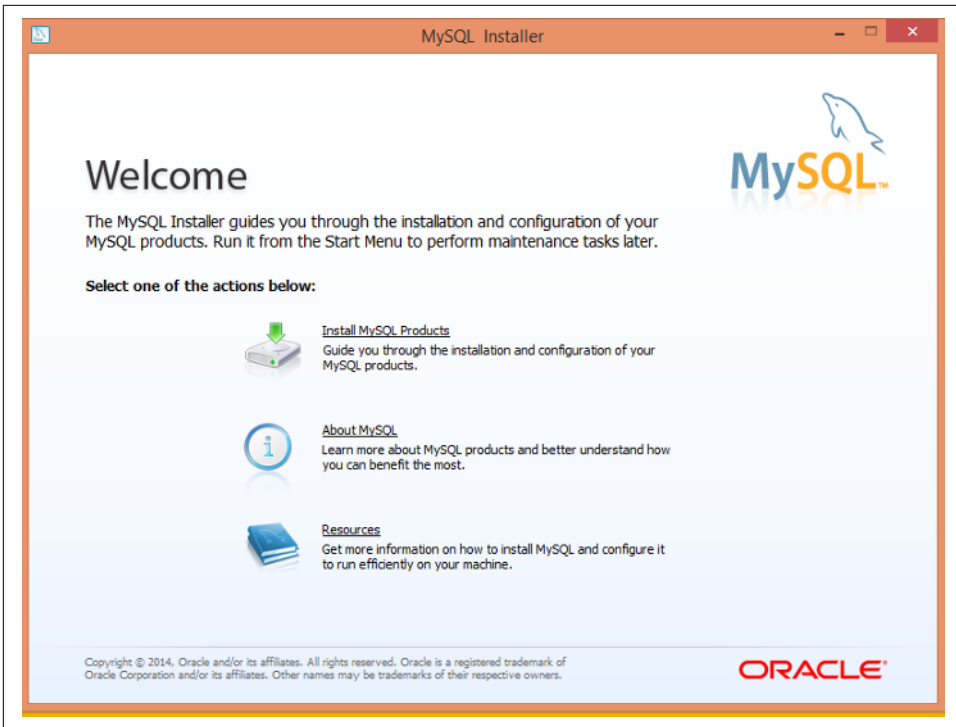 MySQL Installer
MySQL™
Welcome
The MySQL Installer guides you through the installation and configuration of your
MySQL products. Run it from the Start Menu to perform maintenance tasks later.
Select one of the actions below:
Install MySQL Products
Guide you through the installation and configuration of your
MySQL products.
About MySQL
Learn more about MySQL products and better understand how
you can benefit the most.
Resources
Get more information on how to install MySQL and configure it
to run efficiently on your machine.
Copyright © 2014, Oracle and/or its affiliates. All rights reserved. Oracle is a registered trademark of
Oracle Corporation and/or its affiliates. Other names may be trademarks of their respective owners.
ORACLE®